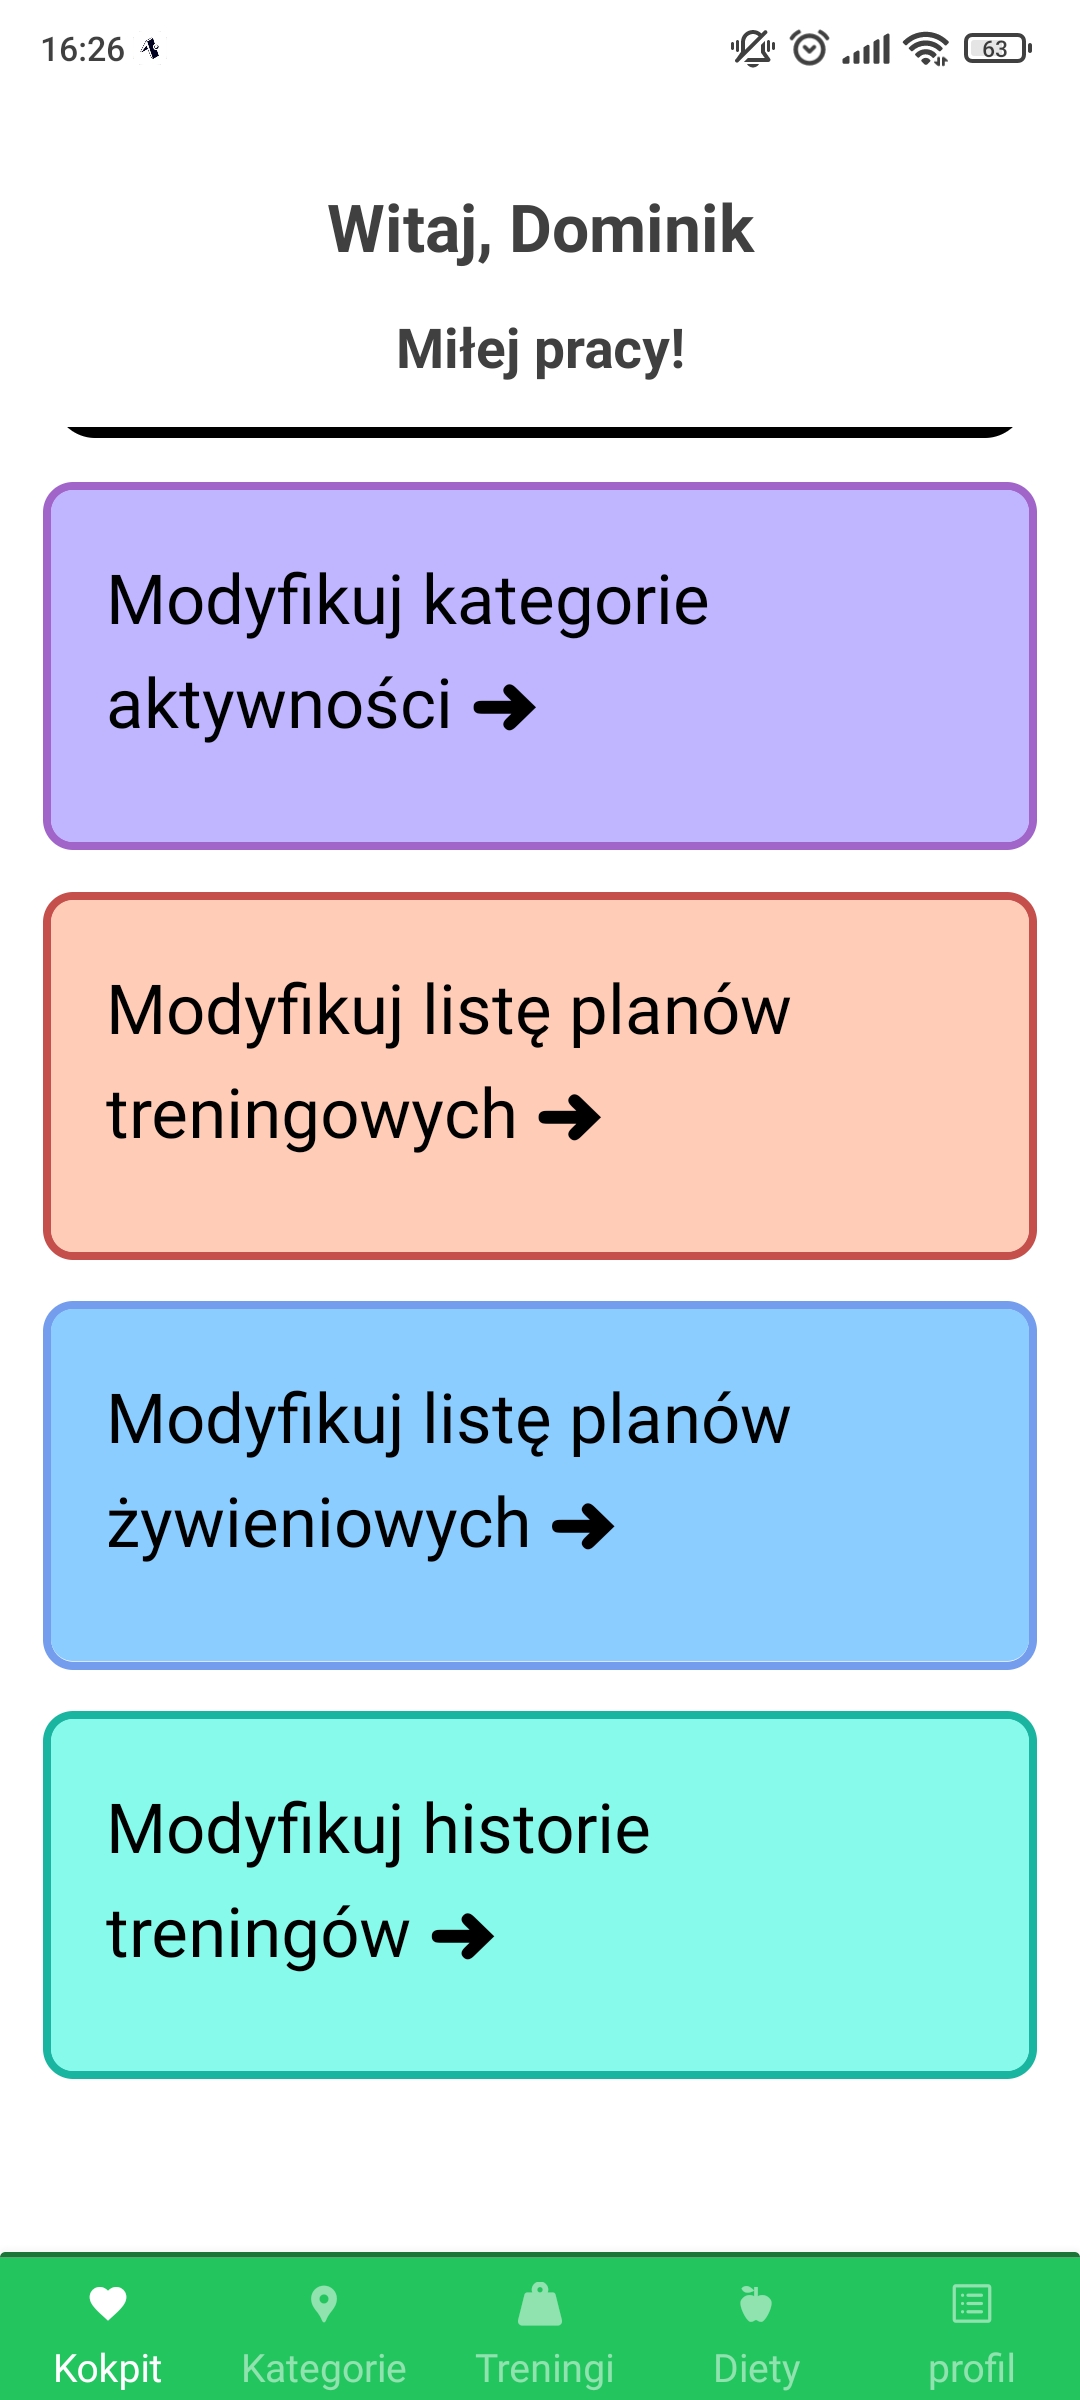 16:26
63
Witaj, Dominik
Miłej pracy!
Modyfikuj kategorie
aktywności ➜
Modyfikuj listę planów
treningowych ➜
Modyfikuj listę planów
żywieniowych ➜
Modyfikuj historie
treningów ➜
Kokpit Kategorie Treningi Diety profil